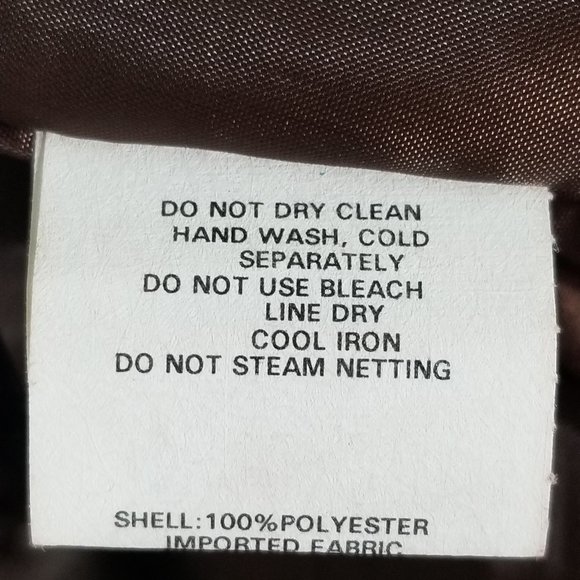 DO NOT DRY CLEAN
HAND WASH, COLD
SEPARATELY
DO NOT USE BLEACH
LINE DRY
COOL IRON
DO NOT STEAM NETTING
SHELL:100%POLYESTER
IMPORTED FABRIC